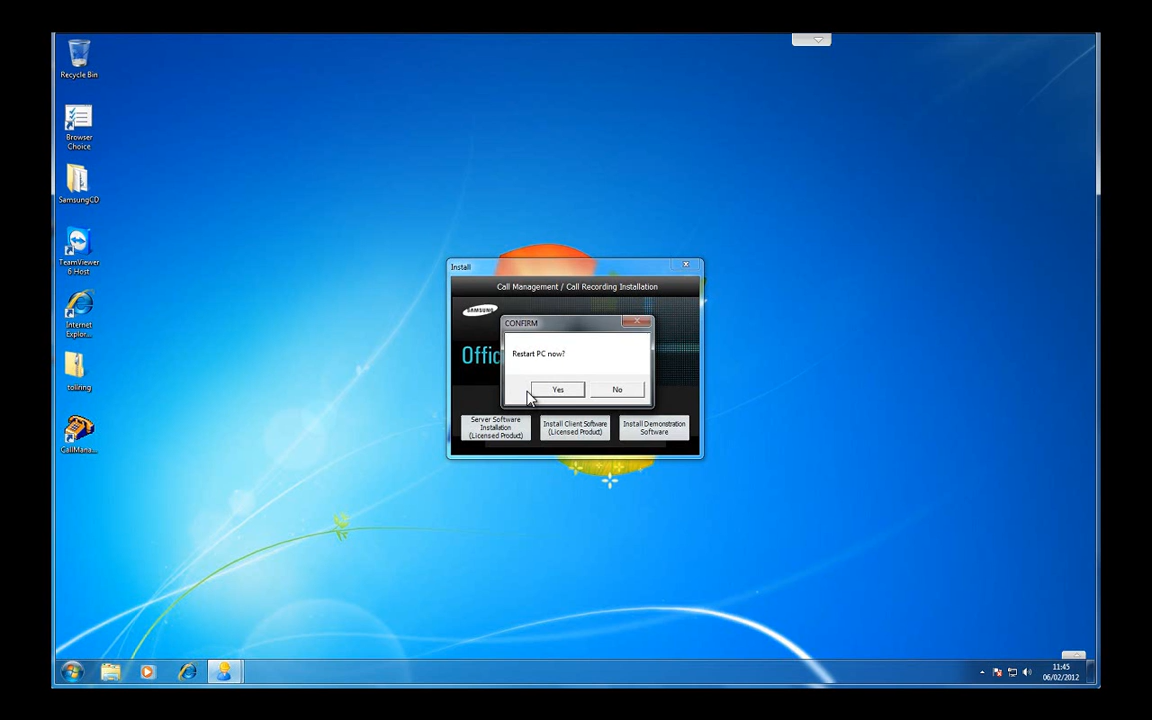 Recycle Bin
Browser
Choice
SamsungCD
TeamViewer
6 Host
Internet
Explor...
CallMana...
Install
Call Management / Call Recording Installation
SAMSUNG
CONFIRM
Restart PC now?
Offic
Yes
No
Server Software
Installation
(Licensed Product)
Install Client Software
(Licensed Product)
Install Demonstration
Software
11:45
06/02/2012